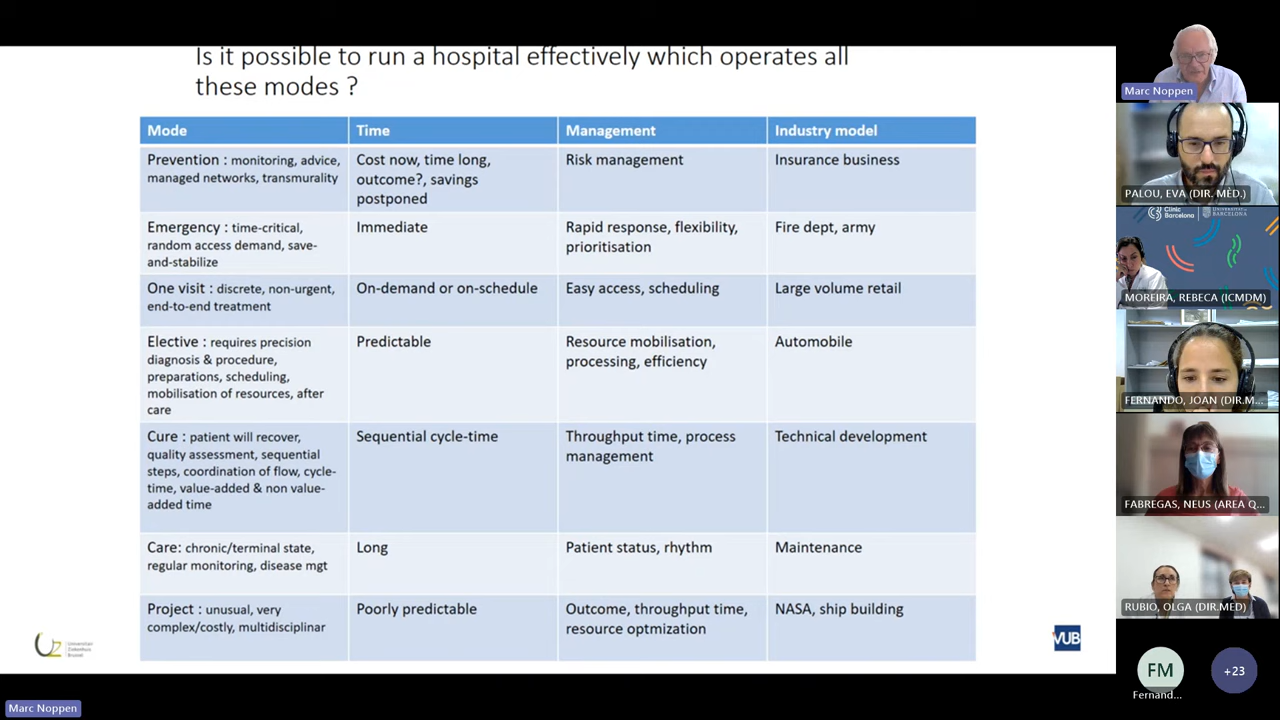 Is it possible to run a hospital effectively which operates all
these modes ?
Mode
Time
Management
Industry model
Prevention : monitoring, advice,
managed networks, transmurality
Cost now, time long,
outcome?, savings
postponed
Risk management
Insurance business
Emergency : time-critical,
random access demand, save-
and-stabilize
Immediate
Rapid response, flexibility,
prioritisation
Fire dept, army
One visit : discrete, non-urgent,
end-to-end treatment
On-demand or on-schedule
Easy access, scheduling
Large volume retail
Elective : requires precision
diagnosis & procedure,
preparations, scheduling,
mobilisation of resources, after
care
Predictable
Resource mobilisation,
processing, efficiency
Automobile
Cure : patient will recover,
quality assessment, sequential
steps, coordination of flow, cycle-
time, value-added & non value-
added time
Sequential cycle-time
Throughput time, process
management
Technical development
Care: chronic/terminal state,
regular monitoring, disease mgt
Long
Patient status, rhythm
Maintenance
Project : unusual, very
complex/costly, multidisciplinar
Poorly predictable
Outcome, throughput time,
resource optmization
NASA, ship building
Universitair
Ziekenhuis
Brussel
VUB
Marc Noppen
Marc Noppen
PALOU, EVA (DIR. MÈD.)
Clínic
Barcelona
UNIVERSITAT DE
BARCELONA
MOREIRA, REBECA (ICMDM)
FERNANDO, JOAN (DIR.M...
FABREGAS, NEUS (AREA Q...
RUBIO, OLGA (DIR.MED)
FM
Fernand...
+23